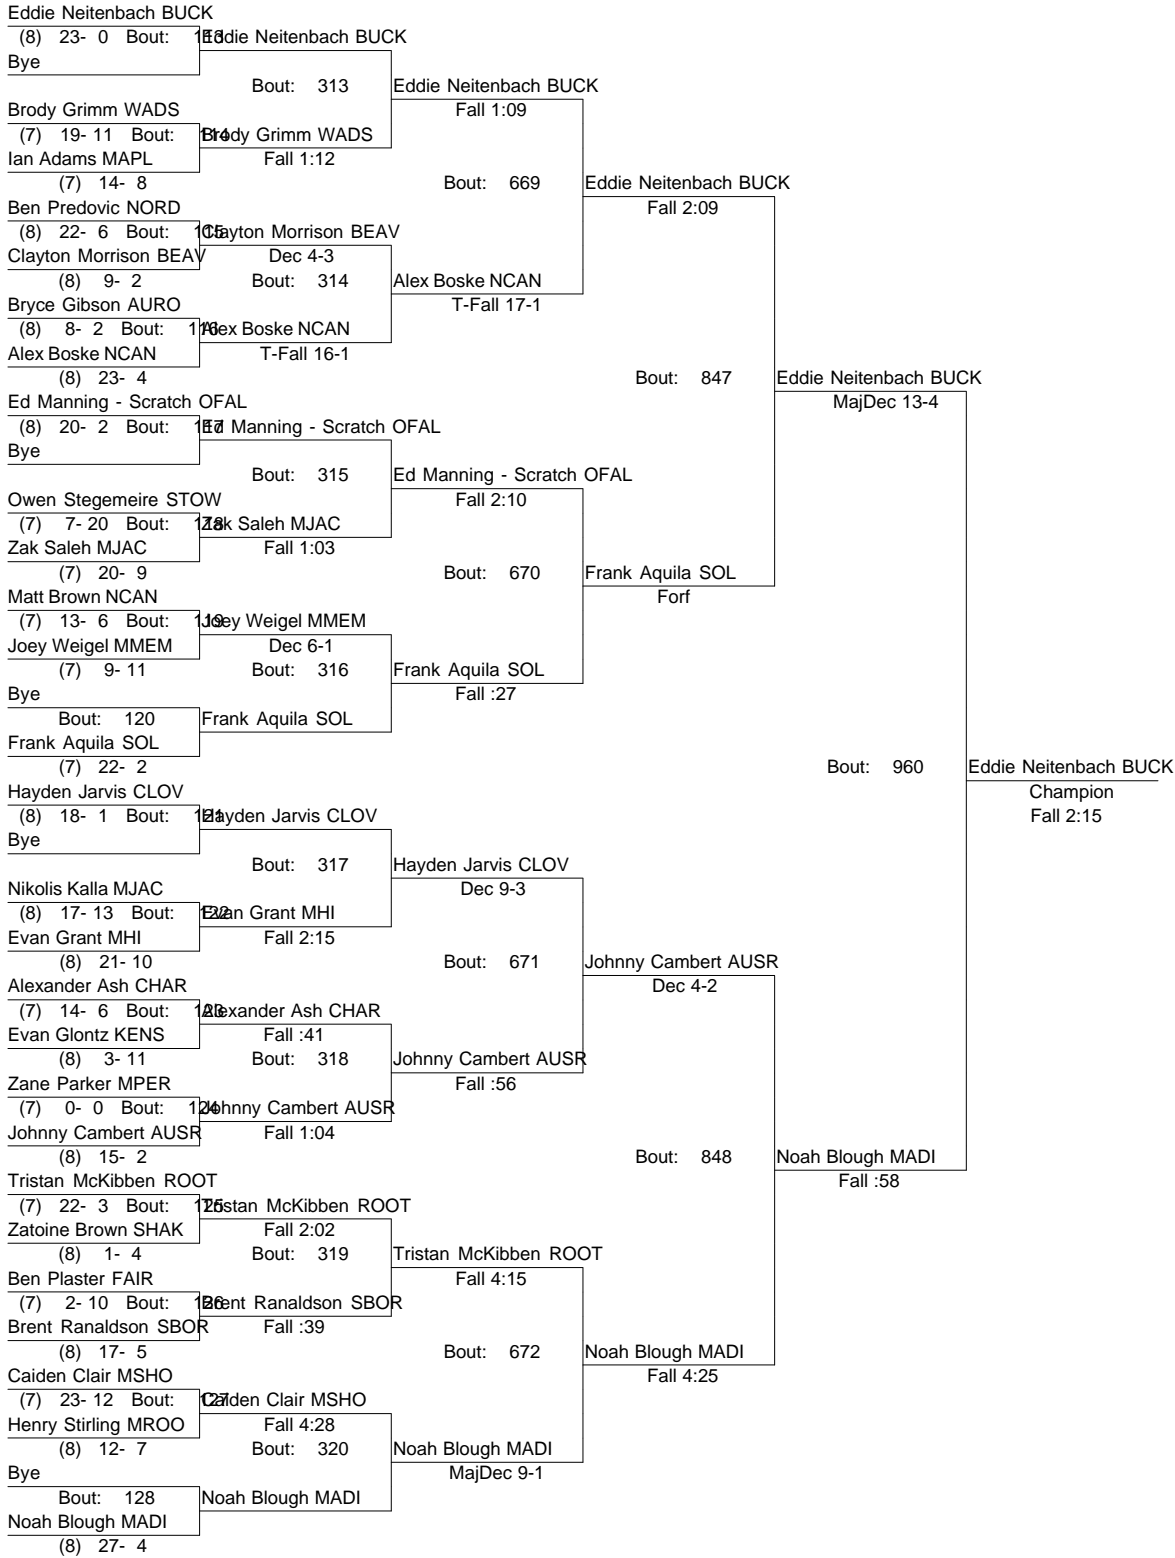 Eddie Neitenbach BUCK
(8) 23- 0 Bout: 113 Eddie Neitenbach BUCK
Bye
Bout: 313 Eddie Neitenbach BUCK
Brody Grimm WADS Fall 1:09
(7) 19- 11 Bout: 114 Brody Grimm WADS
Ian Adams MAPL Fall 1:12
(7) 14- 8 Bout: 669 Eddie Neitenbach BUCK
Ben Predovic NORD Fall 2:09
(8) 22- 6 Bout: 115 Clayton Morrison BEAV
Clayton Morrison BEAV Dec 4-3
(8) 9- 2 Bout: 314 Alex Boske NCAN
Bryce Gibson AURO T-Fall 17-1
(8) 8- 2 Bout: 116 Alex Boske NCAN
Alex Boske NCAN T-Fall 16-1
(8) 23- 4 Bout: 847 Eddie Neitenbach BUCK
Ed Manning - Scratch OFAL MajDec 13-4
(8) 20- 2 Bout: 117 Ed Manning - Scratch OFAL
Bye
Bout: 315 Ed Manning - Scratch OFAL
Owen Stegemeire STOW Fall 2:10
(7) 7- 20 Bout: 118 Zak Saleh MJAC
Zak Saleh MJAC Fall 1:03
(7) 20- 9 Bout: 670 Frank Aquila SOL
Matt Brown NCAN Forf
(7) 13- 6 Bout: 119 Joey Weigel MMEM
Joey Weigel MMEM Dec 6-1
(7) 9- 11 Bout: 316 Frank Aquila SOL
Bye Fall :27
Bout: 120 Frank Aquila SOL
Frank Aquila SOL
(7) 22- 2 Bout: 960 Eddie Neitenbach BUCK
Hayden Jarvis CLOV Champion
(8) 18- 1 Bout: 121 Hayden Jarvis CLOV Fall 2:15
Bye
Bout: 317 Hayden Jarvis CLOV
Nikolis Kalla MJAC Dec 9-3
(8) 17- 13 Bout: 122 Evan Grant MHI
Evan Grant MHI Fall 2:15
(8) 21- 10 Bout: 671 Johnny Cambert AUSR
Alexander Ash CHAR Dec 4-2
(7) 14- 6 Bout: 123 Alexander Ash CHAR
Evan Glontz KENS Fall :41
(8) 3- 11 Bout: 318 Johnny Cambert AUSR
Zane Parker MPER Fall :56
(7) 0- 0 Bout: 124 Johnny Cambert AUSR
Johnny Cambert AUSR Fall 1:04
(8) 15- 2 Bout: 848 Noah Blough MADI
Tristan McKibben ROOT Fall :58
(7) 22- 3 Bout: 125 Tristan McKibben ROOT
Zatoine Brown SHAK Fall 2:02
(8) 1- 4 Bout: 319 Tristan McKibben ROOT
Ben Plaster FAIR Fall 4:15
(7) 2- 10 Bout: 126 Brent Ranaldson SBOR
Brent Ranaldson SBOR Fall :39
(8) 17- 5 Bout: 672 Noah Blough MADI
Caiden Clair MSHO Fall 4:25
(7) 23- 12 Bout: 127 Caiden Clair MSHO
Henry Stirling MROO Fall 4:28
(8) 12- 7 Bout: 320 Noah Blough MADI
Bye MajDec 9-1
Bout: 128 Noah Blough MADI
Noah Blough MADI
(8) 27- 4